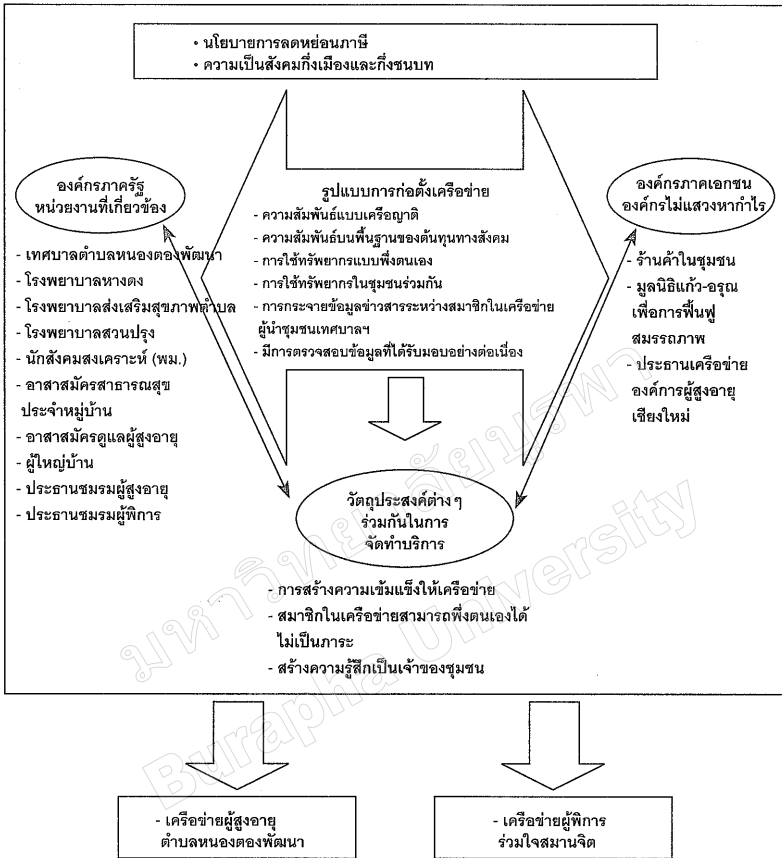 • นโยบายการลดหย่อนภาษี
• ความเป็นสังคมกึ่งเมืองและกึ่งชนบท
องค์กรภาครัฐ
หน่วยงานที่เกี่ยวข้อง
- เทศบาลตำบลหนองตองพัฒนา
- โรงพยาบาลหางดง
- โรงพยาบาลส่งเสริมสุขภาพตำบล
- โรงพยาบาลสวนปรุง
- นักสังคมสงเคราะห์ (พม.)
- อาสาสมัครสาธารณสุข
ประจำหมู่บ้าน
- อาสาสมัครดูแลผู้สูงอายุ
- ผู้ใหญ่บ้าน
- ประธานชมรมผู้สูงอายุ
- ประธานชมรมผู้พิการ
รูปแบบการก่อตั้งเครือข่าย
- ความสัมพันธ์แบบเครือญาติ
- ความสัมพันธ์บนพื้นฐานของต้นทุนทางสังคม
- การใช้ทรัพยากรแบบพึ่งตนเอง
- การใช้ทรัพยากรในชุมชนร่วมกัน
- การกระจายข้อมูลข่าวสารระหว่างสมาชิกในเครือข่าย
ผู้นำชุมชนเทศบาลฯ
- มีการตรวจสอบข้อมูลที่ได้รับมอบอย่างต่อเนื่อง
องค์กรภาคเอกชน
องค์กรไม่แสวงหากำไร
- ร้านค้าในชุมชน
- มูลนิธิแก้ว-อรุณ
เพื่อการฟื้นฟู
สมรรถภาพ
- ประธานเครือข่าย
องค์การผู้สูงอายุ
เชียงใหม่
วัตถุประสงค์ต่าง ๆ
ร่วมกันในการ
จัดทำบริการ
- การสร้างความเข้มแข็งให้เครือข่าย
- สมาชิกในเครือข่ายสามารถพึ่งตนเองได้
ไม่เป็นภาระ
- สร้างความรู้สึกเป็นเจ้าของชุมชน
- เครือข่ายผู้สูงอายุ
ตำบลหนองตองพัฒนา
- เครือข่ายผู้พิการ
ร่วมใจสมานจิต
มหาวิทยาลัยบูรพา
Burapha University